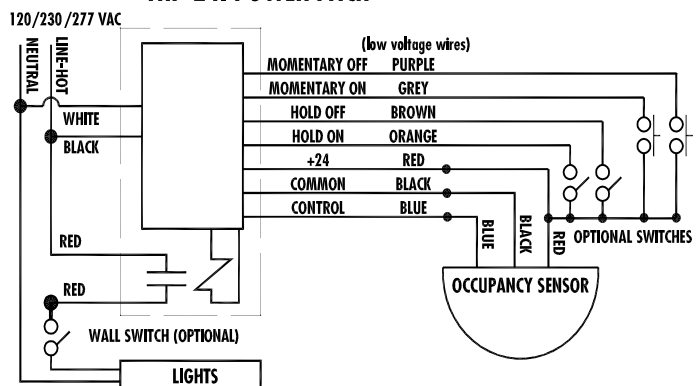 120/230/277 VAC
NEUTRAL
LINE-HOT
(low voltage wires)
MOMENTARY OFF PURPLE
MOMENTARY ON GREY
HOLD OFF BROWN
HOLD ON ORANGE
+24 RED
COMMON BLACK
CONTROL BLUE
WHITE
BLACK
RED
RED
BLUE
BLACK
RED
OPTIONAL SWITCHES
OCCUPANCY SENSOR
WALL SWITCH (OPTIONAL)
LIGHTS